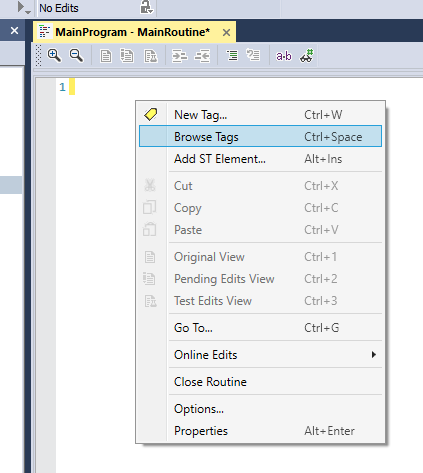 No Edits
MainProgram - MainRoutine*
a-b
1
New Tag... Ctrl+W
Browse Tags Ctrl+Space
Add ST Element... Alt+Ins
Cut Ctrl+X
Copy Ctrl+C
Paste Ctrl+V
Original View Ctrl+1
Pending Edits View Ctrl+2
Test Edits View Ctrl+3
Go To... Ctrl+G
Online Edits
Close Routine
Options...
Properties Alt+Enter